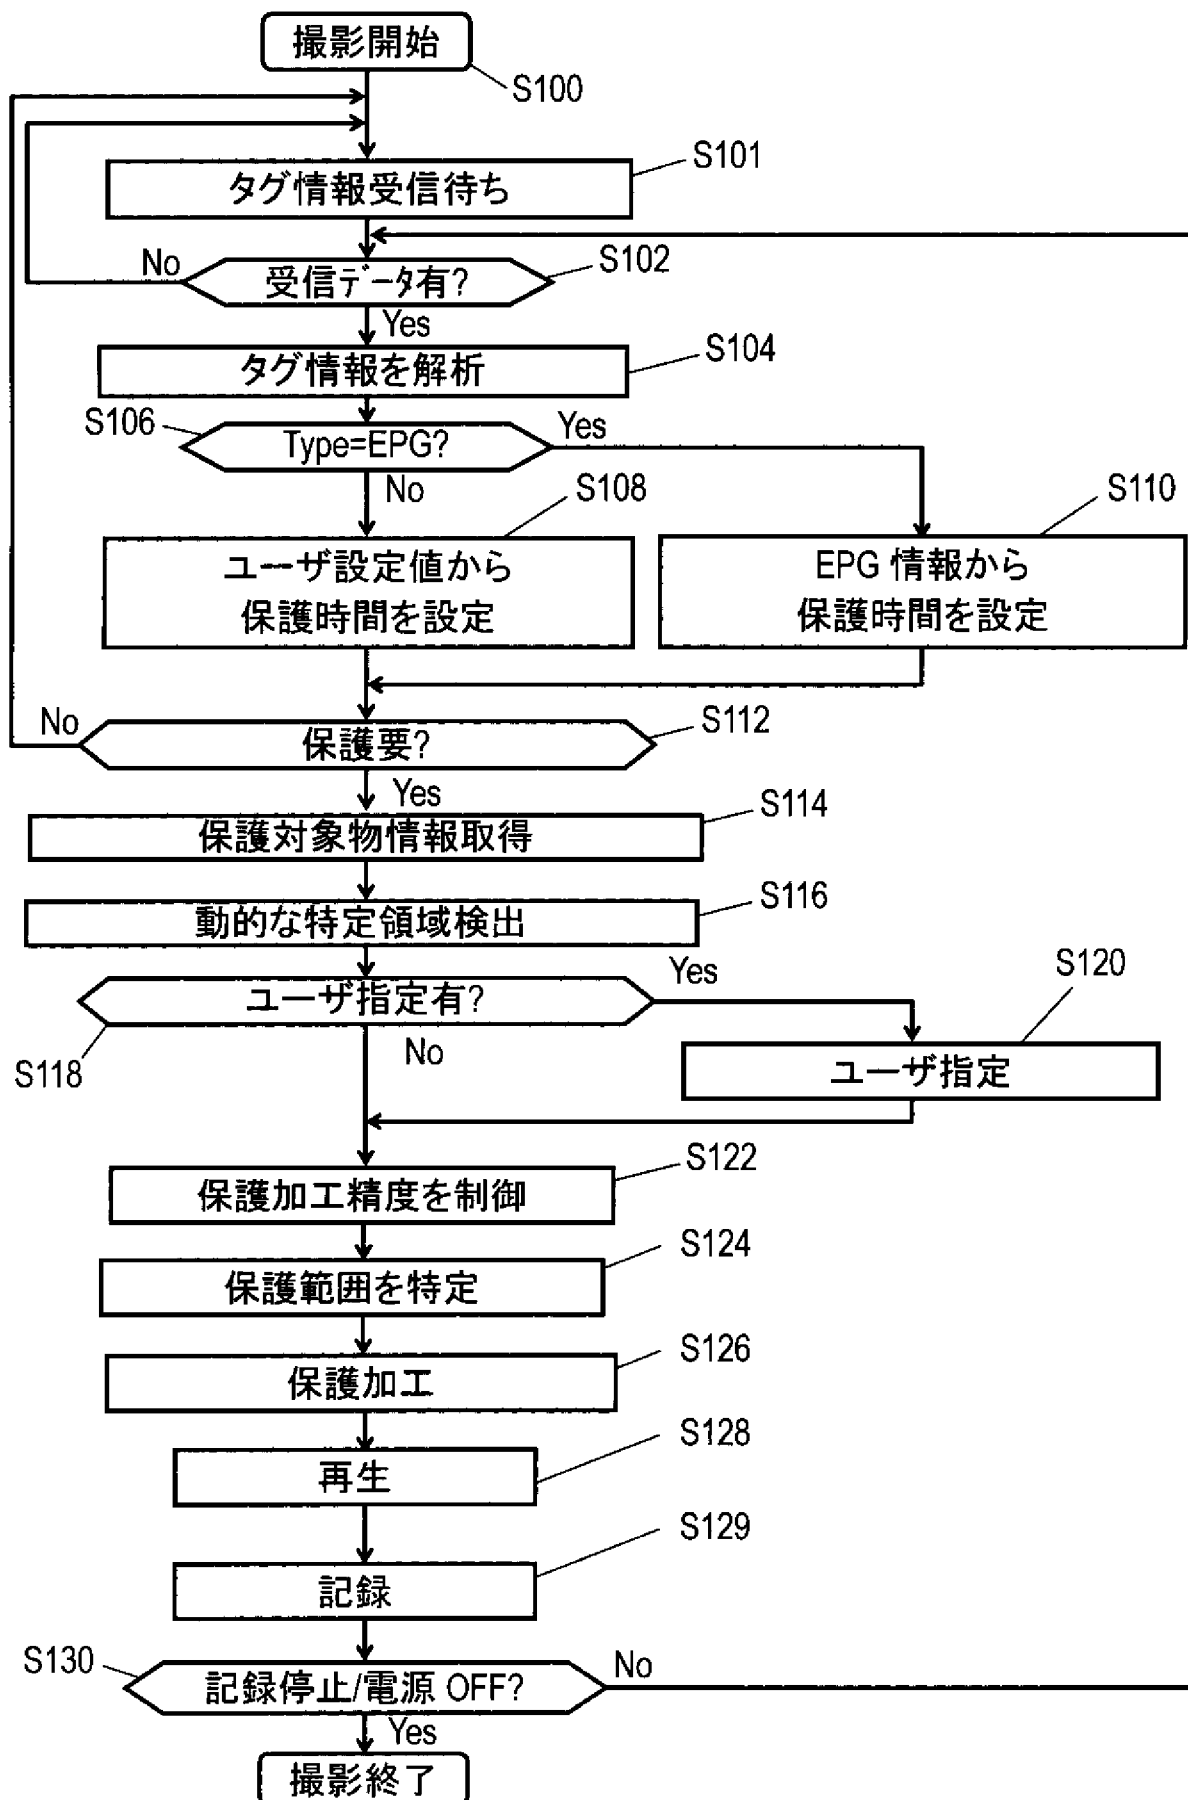 撮影開始
S100
S101
タグ情報受信待ち
No
S102
受信データ有?
Yes
S104
タグ情報を解析
S106
Type=EPG?
Yes
No
S108
S110
ユーザ設定値から
保護時間を設定
EPG 情報から
保護時間を設定
No
S112
保護要?
Yes
S114
保護対象物情報取得
S116
動的な特定領域検出
Yes
S120
ユーザ指定有?
S118
No
ユーザ指定
S122
保護加工精度を制御
S124
保護範囲を特定
S126
保護加工
S128
再生
S129
記録
S130
記録停止/電源 OFF?
No
Yes
撮影終了